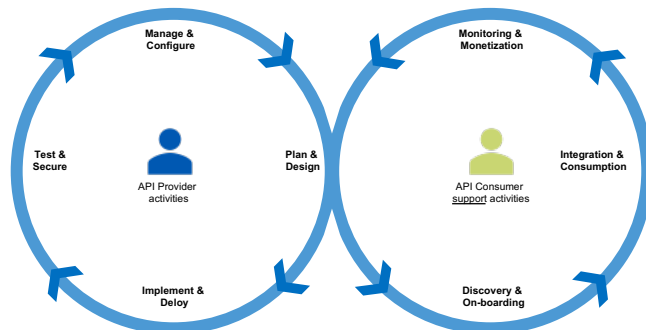 Manage &
Configure
Monitoring &
Monetization
Test &
Secure
Plan &
Design
Integration &
Consumption
API Provider
activities
API Consumer
support activities
Implement &
Deploy
Discovery &
On-boarding